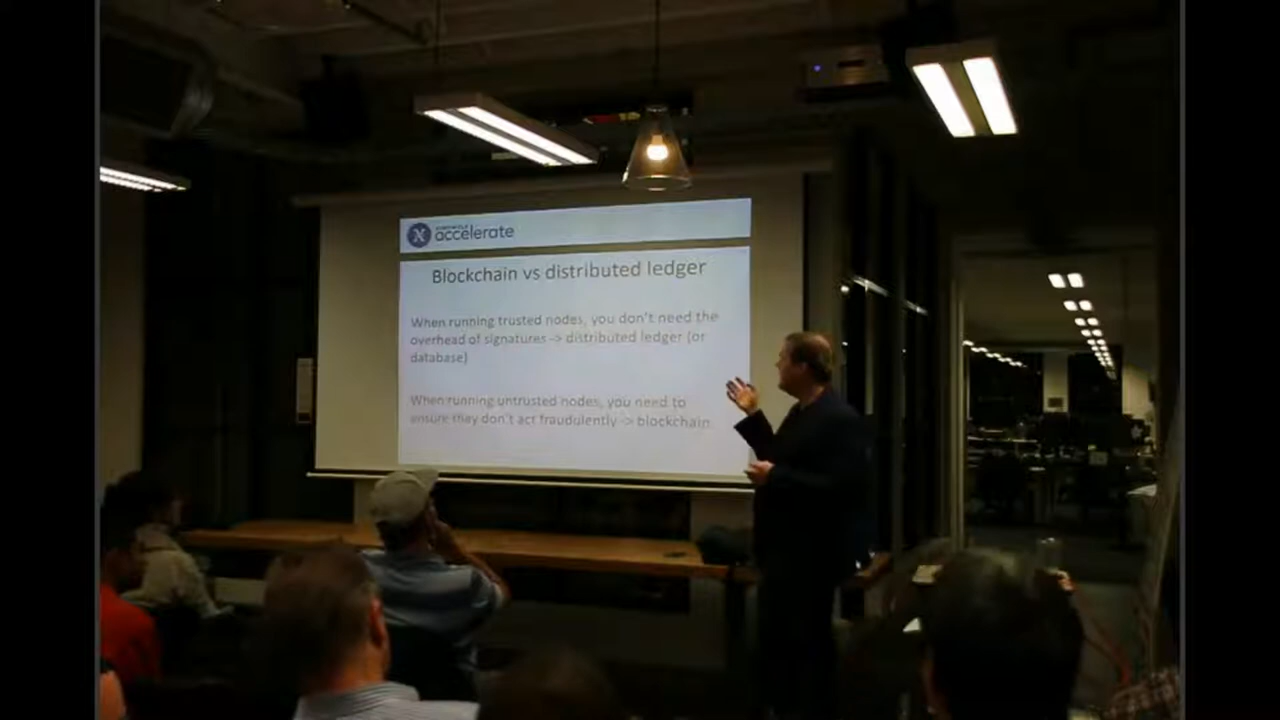 accelerate
Blockchain vs distributed ledger
When running trusted nodes, you don't need the
overhead of signatures -> distributed ledger (or
database)
When running untrusted nodes, you need to
ensure they don't act fraudulently -> blockchain